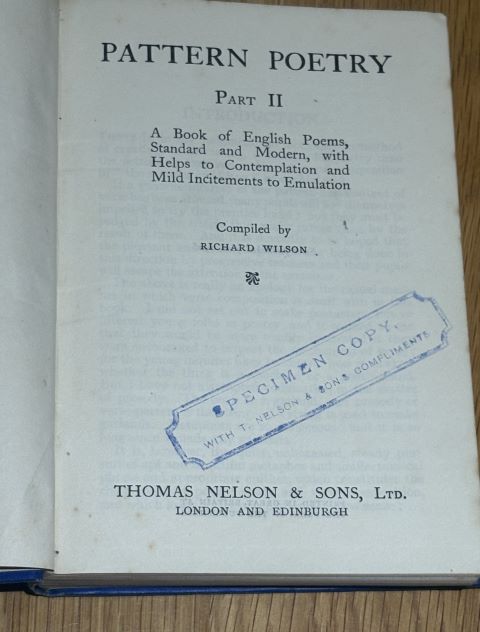 PATTERN POETRY
PART II
A Book of English Poems,
Standard and Modern, with
Helps to Contemplation and
Mild Incitements to Emulation
Compiled by
RICHARD WILSON
SPECIMEN COPY,
WITH T. NELSON & SONS COMPLIMENTS
THOMAS NELSON & SONS, LTD.
LONDON AND EDINBURGH